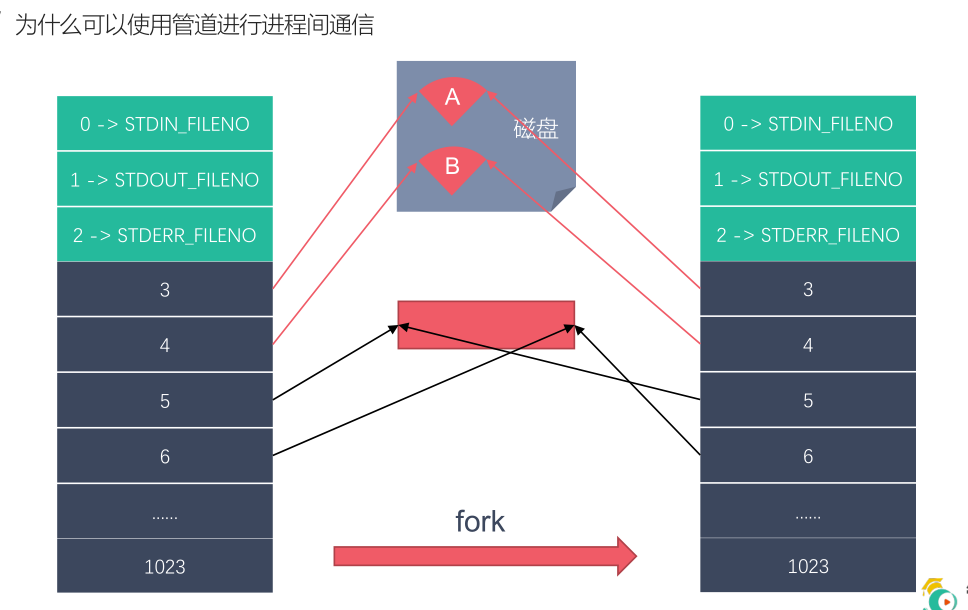 为什么可以使用管道进行进程间通信
0 -> STDIN_FILENO
1 -> STDOUT_FILENO
2 -> STDERR_FILENO
3
4
5
6
......
1023
A
磁盘
B
fork
0 -> STDIN_FILENO
1 -> STDOUT_FILENO
2 -> STDERR_FILENO
3
4
5
6
......
1023